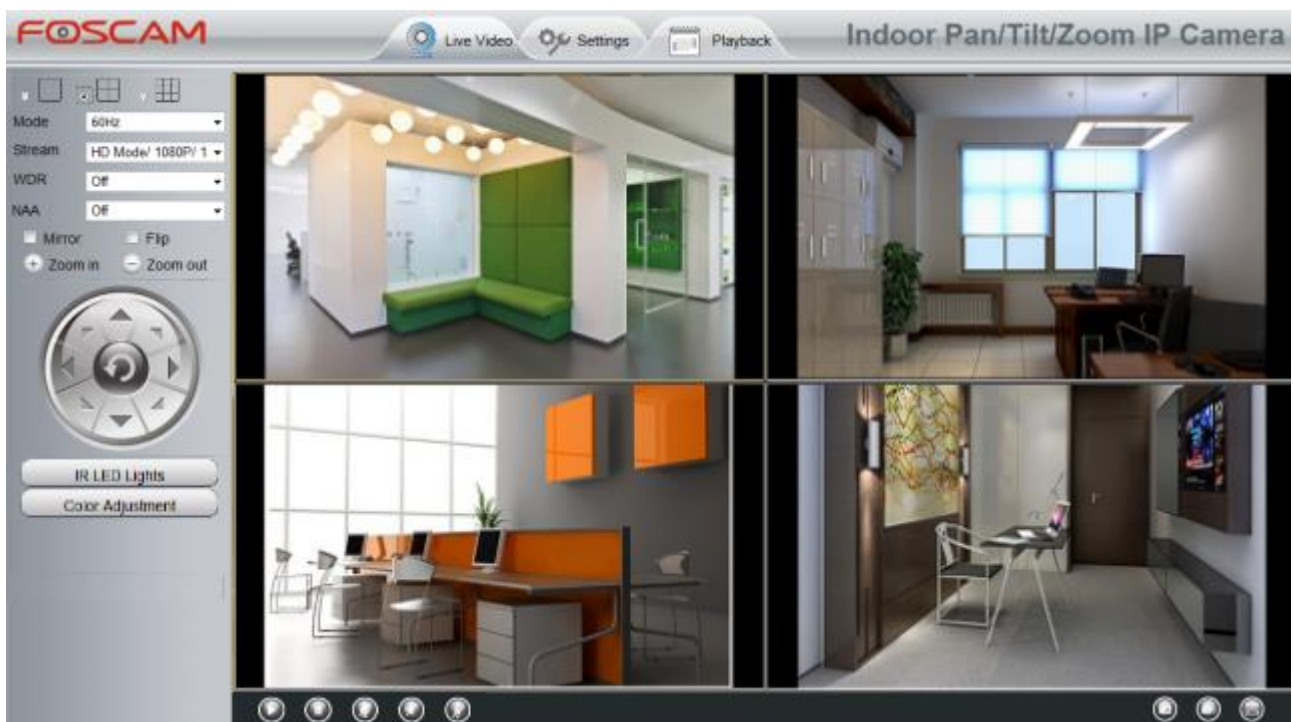 FOSCAM
Live Video
Settings
Playback
Indoor Pan/Tilt/Zoom IP Camera
Mode 60Hz
Stream HD Mode/ 1080P/ 1
WDR Off
NAA Off
Mirror Flip
Zoom in Zoom out
IR LED Lights
Color Adjustment